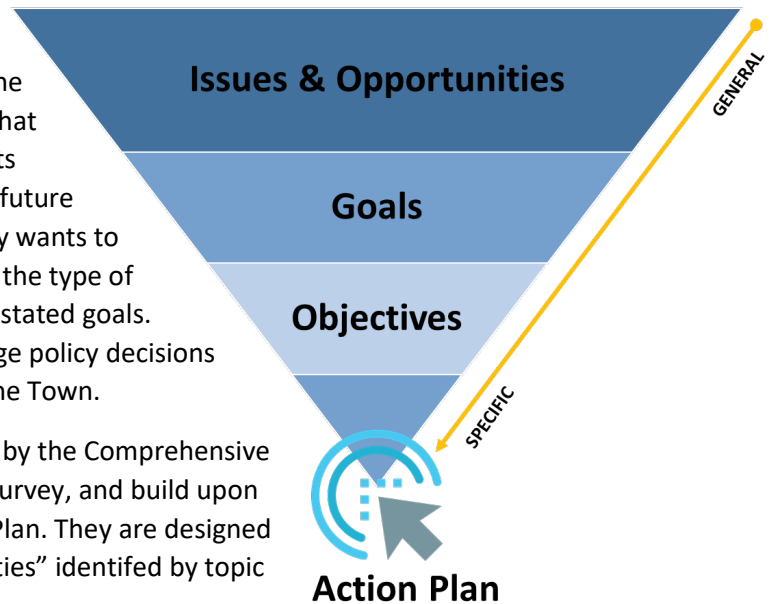 Issues & Opportunities
Goals
Objectives
Action Plan
GENERAL
SPECIFIC
he
hat
ts
future
y wants to
the type of
stated goals.
ge policy decisions
he Town.
by the Comprehensive
urvey, and build upon
Plan. They are designed
ties” identifed by topic